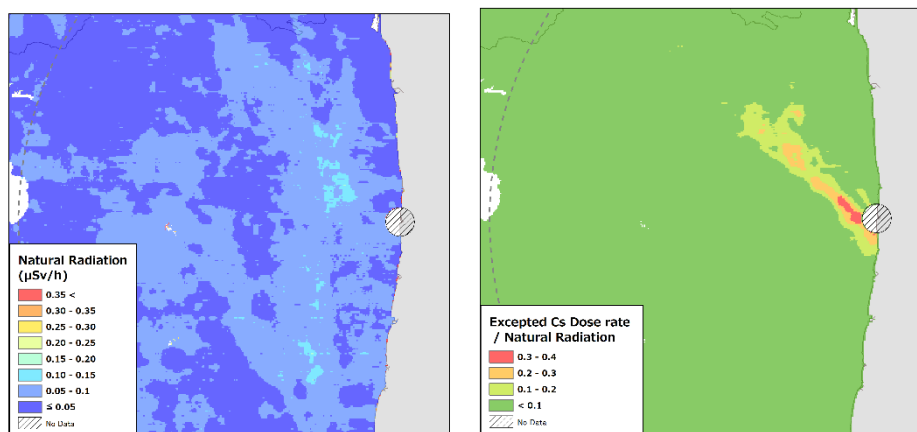 Natural Radiation
(μSv/h)
0.35 <
0.30 - 0.35
0.25 - 0.30
0.20 - 0.25
0.15 - 0.20
0.10 - 0.15
0.05 - 0.1
≤ 0.05
No Data
Excepted Cs Dose rate
/ Natural Radiation
0.3 - 0.4
0.2 - 0.3
0.1 - 0.2
< 0.1
No Data